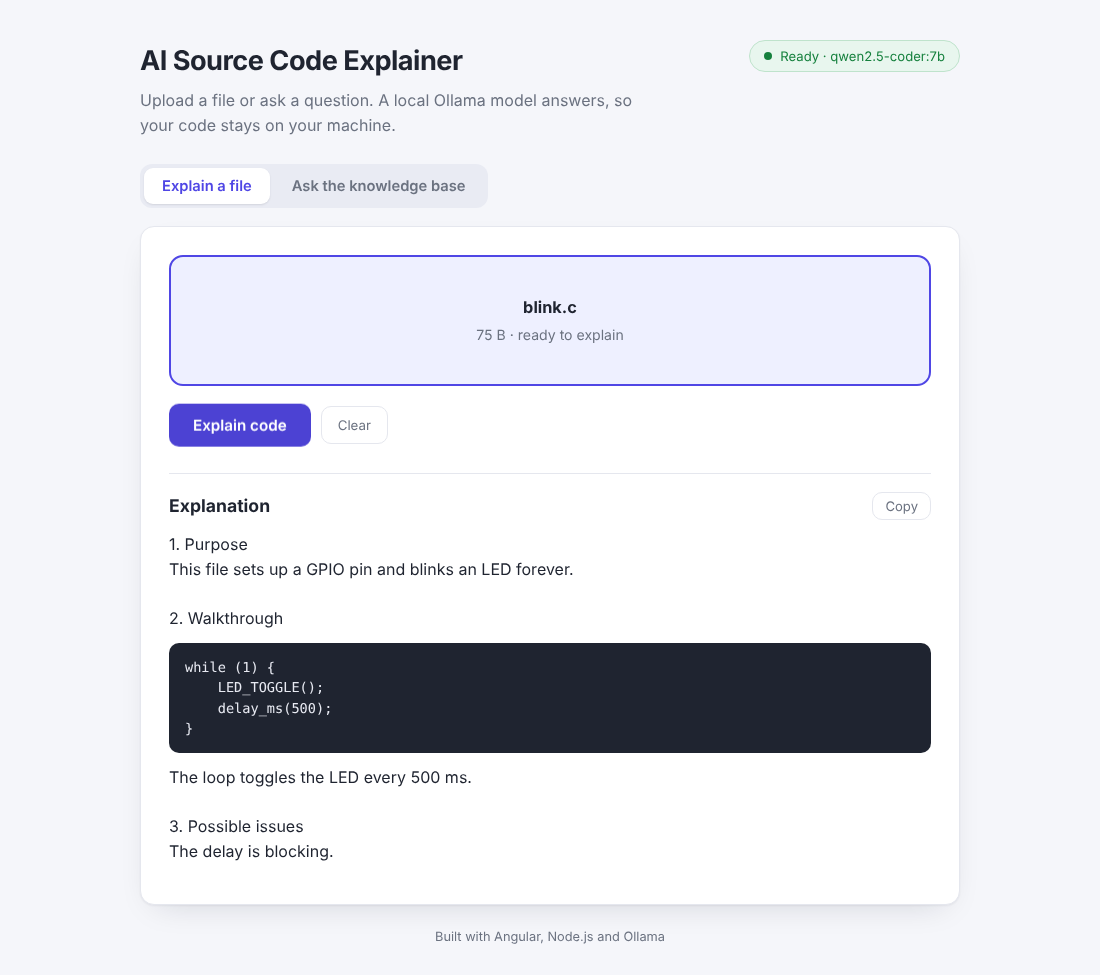 AI Source Code Explainer
Ready · qwen2.5-coder:7b
Upload a file or ask a question. A local Ollama model answers, so
your code stays on your machine.
Explain a file
Ask the knowledge base
blink.c
75 B · ready to explain
Explain code
Clear
Explanation
Copy
1. Purpose
This file sets up a GPIO pin and blinks an LED forever.
2. Walkthrough
while (1) {
    LED_TOGGLE();
    delay_ms(500);
}
The loop toggles the LED every 500 ms.
3. Possible issues
The delay is blocking.
Built with Angular, Node.js and Ollama